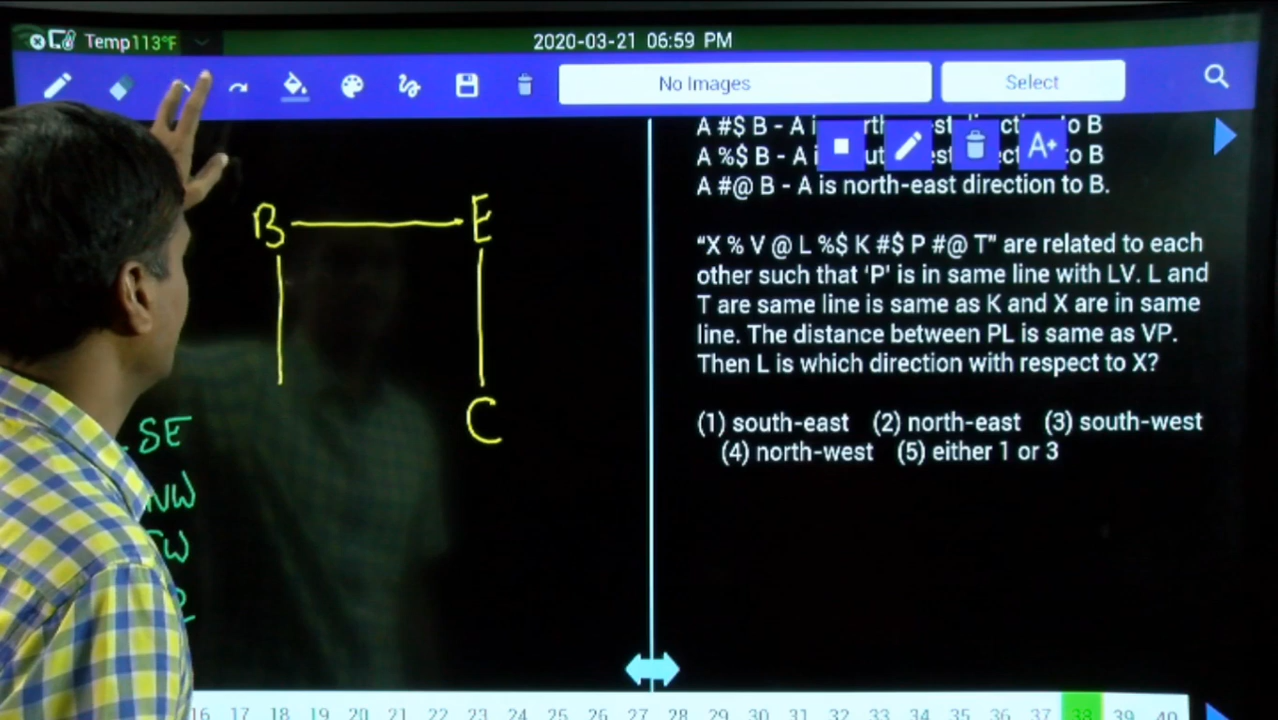 Temp113°F
2020-03-21 06:59 PM
No Images
Select
A #$ B - A i o B
A+
A %$ B - A i o B
A #@ B - A is north-east direction to B.
B E
C
SE
NW
"X % V @ L %$ K #$ P #@ T" are related to each
other such that 'P' is in same line with LV. L and
T are same line is same as K and X are in same
line. The distance between PL is same as VP.
Then L is which direction with respect to X?
(1) south-east (2) north-east (3) south-west
(4) north-west (5) either 1 or 3
16 17 18 19 20 21 22 23 24 25 26 27 28 29 30 31 32 33 34 35 36 37 38 39 40